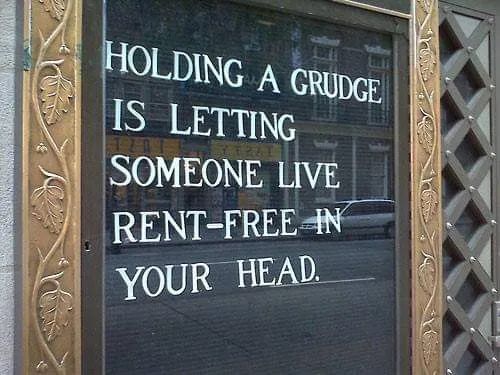 HOLDING A GRUDGE
IS LETTING
SOMEONE LIVE
RENT-FREE IN
YOUR HEAD.